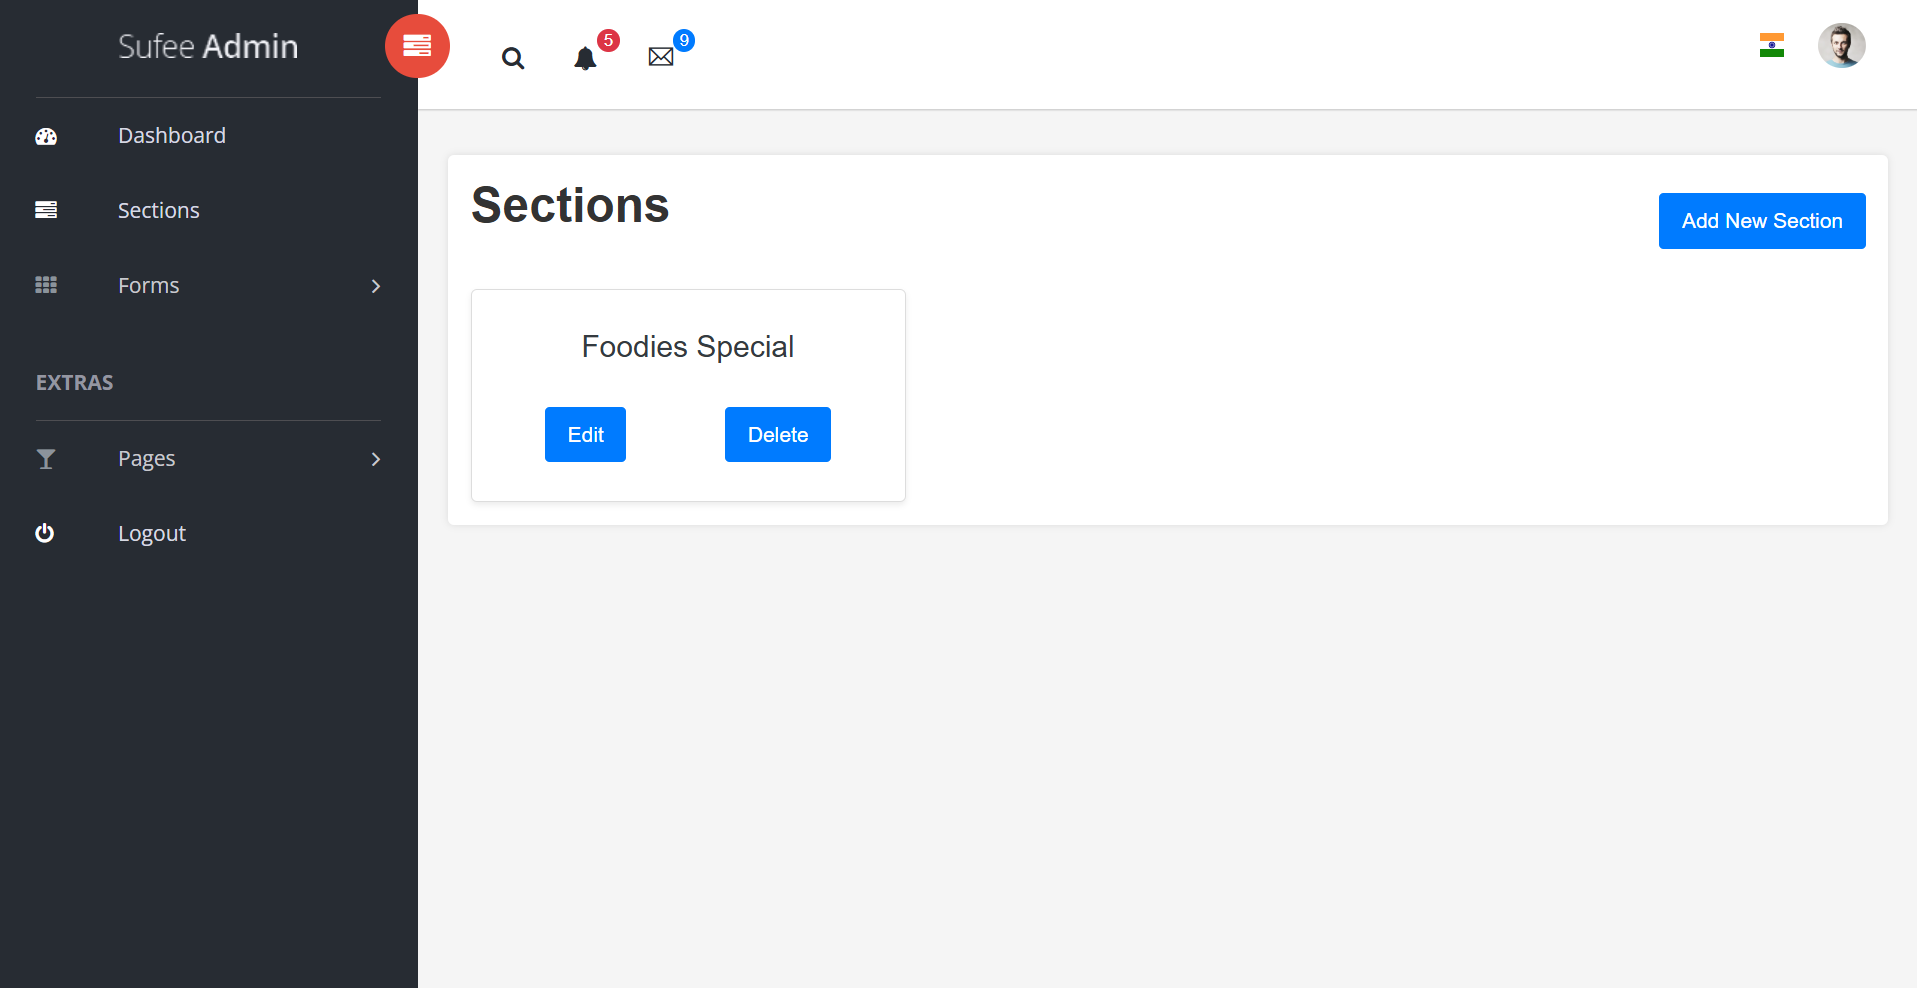 Sufee Admin
5
9
Dashboard
Sections
Forms
EXTRAS
Pages
Logout
Sections
Add New Section
Foodies Special
Edit
Delete